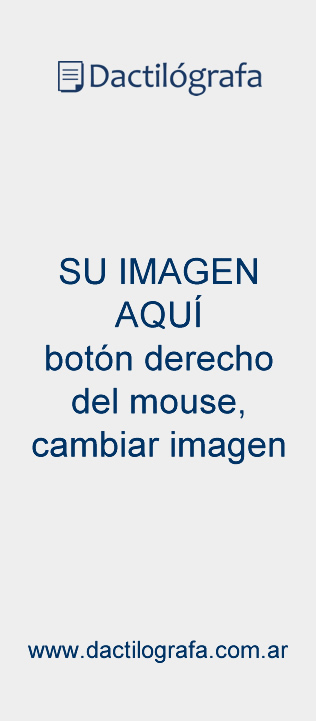 Dactilógrafa
SU IMAGEN
AQUÍ
botón derecho
del mouse,
cambiar imagen
www.dactilografa.com.ar